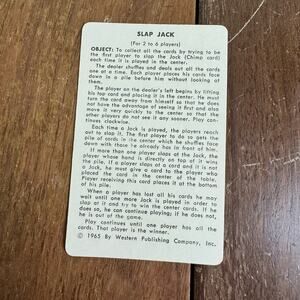 SLAP JACK
(For 2 to 6 players)
OBJECT: To collect all the cards by trying to be
the first player to slap the Jack (Chimp card)
each time it is played in the center.
The dealer shuffles and deals out all the cards
one at a time. Each player places his cards face
down in a pile before him without looking at
them.
The player on the dealer's left begins by lifting
his top card and placing it in the center. He must
turn the card away from himself so that he does
not have the advantage of seeing it first and also
move it very quickly to the center so that the
other players do not see it any sooner. Play con-
tinues clockwise.
Each time a Jack is played, the players reach
out to slap it. The first player to do so gets the
pile of cards in the center which he shuffles face
down with those he already has in front of him.
If more than one player slaps at the Jack, the
player whose hand is directly on top of it wins
it. If a player slaps at a card in error that is not
a Jack, he must give a card to the player who
placed the card in the center of the table.
Player receiving this card places it at the bottom
of his pile.
When a player has lost all his cards he may
wait until one more Jack is played in order to
slap at it and try to win the center cards. If he
does so, he can continue playing; if he does not,
he is out of the game.
Play continues until one player has all the
cards. That player is the winner.
© 1965 By Western Publishing Company, Inc.